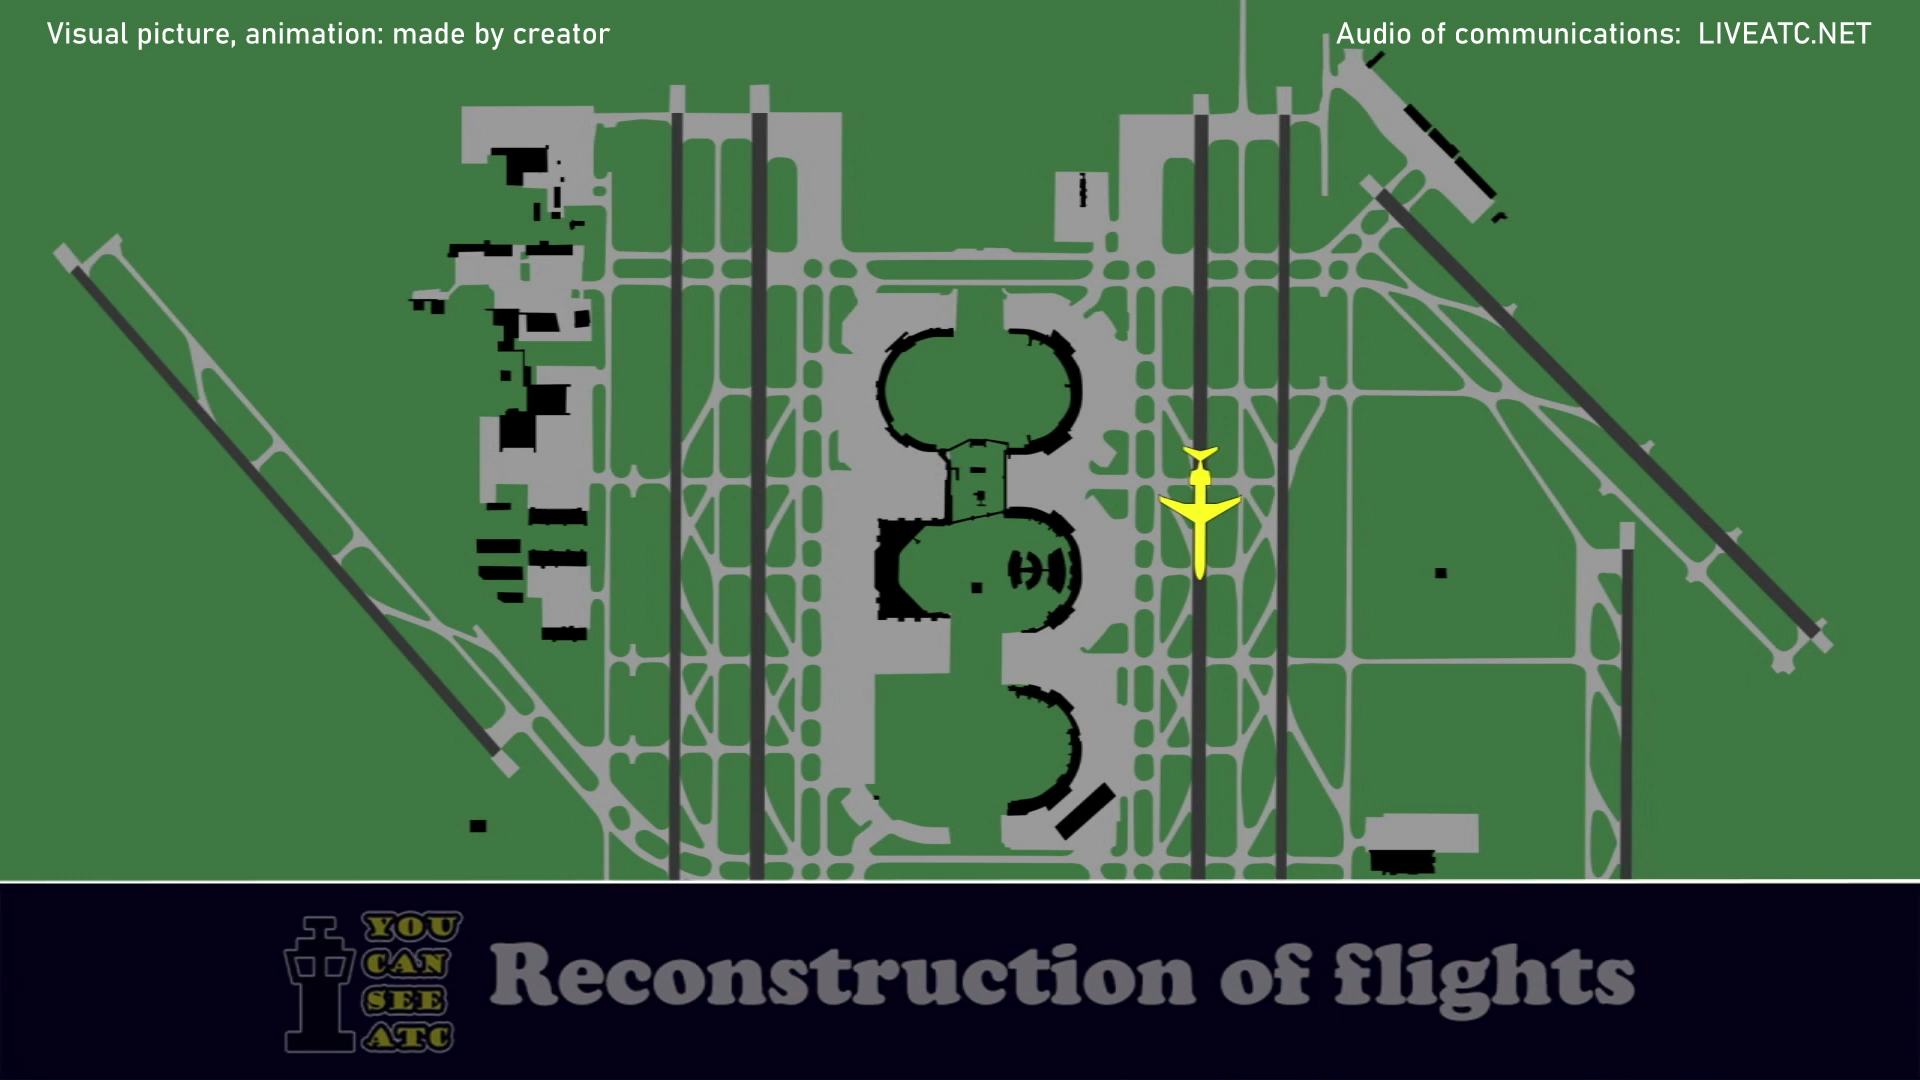 Visual picture, animation: made by creator
Audio of communications: LIVEATC.NET
YOU
CAN
SEE
ATC
Reconstruction of flights